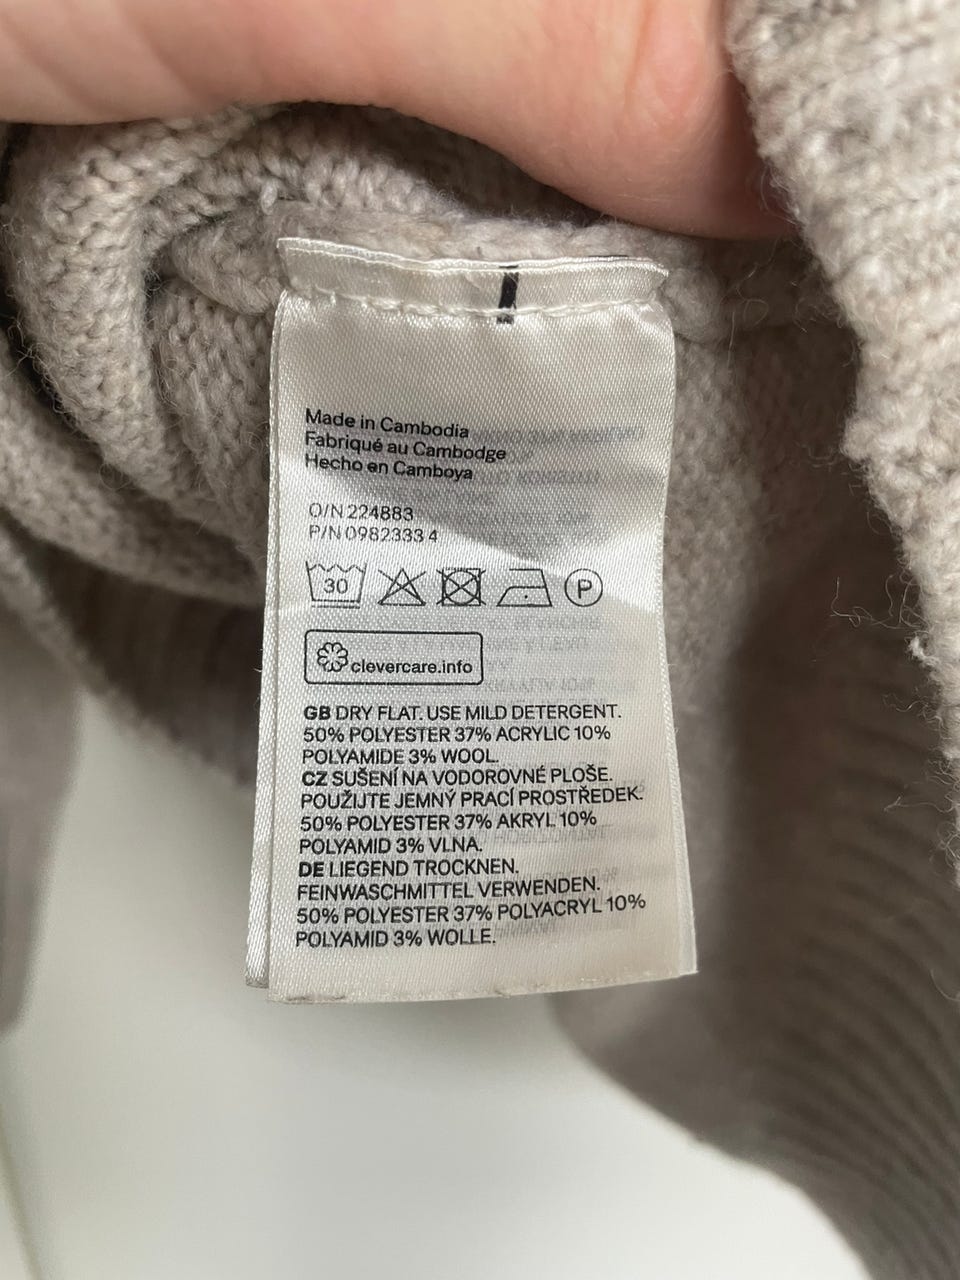 Made in Cambodia
Fabriqué au Cambodge
Hecho en Camboya
O/N 224883
P/N 0982333 4
30 P
clevercare.info
GB DRY FLAT. USE MILD DETERGENT.
50% POLYESTER 37% ACRYLIC 10%
POLYAMIDE 3% WOOL.
CZ SUŠENÍ NA VODOROVNÉ PLOŠE.
POUŽIJTE JEMNÝ PRACÍ PROSTŘEDEK.
50% POLYESTER 37% AKRYL 10%
POLYAMID 3% VLNA.
DE LIEGEND TROCKNEN.
FEINWASCHMITTEL VERWENDEN.
50% POLYESTER 37% POLYACRYL 10%
POLYAMID 3% WOLLE.